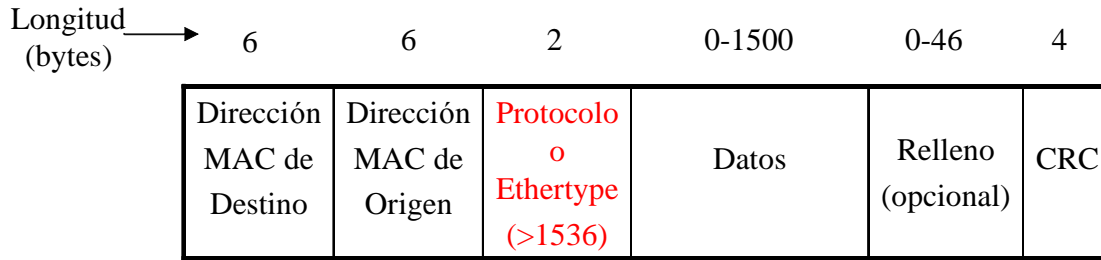 Longitud
(bytes)
6 6 2 0-1500 0-46 4
Dirección
MAC de
Destino
Dirección
MAC de
Origen
Protocolo
o
Ethertype
(>1536)
Datos
Relleno
(opcional)
CRC